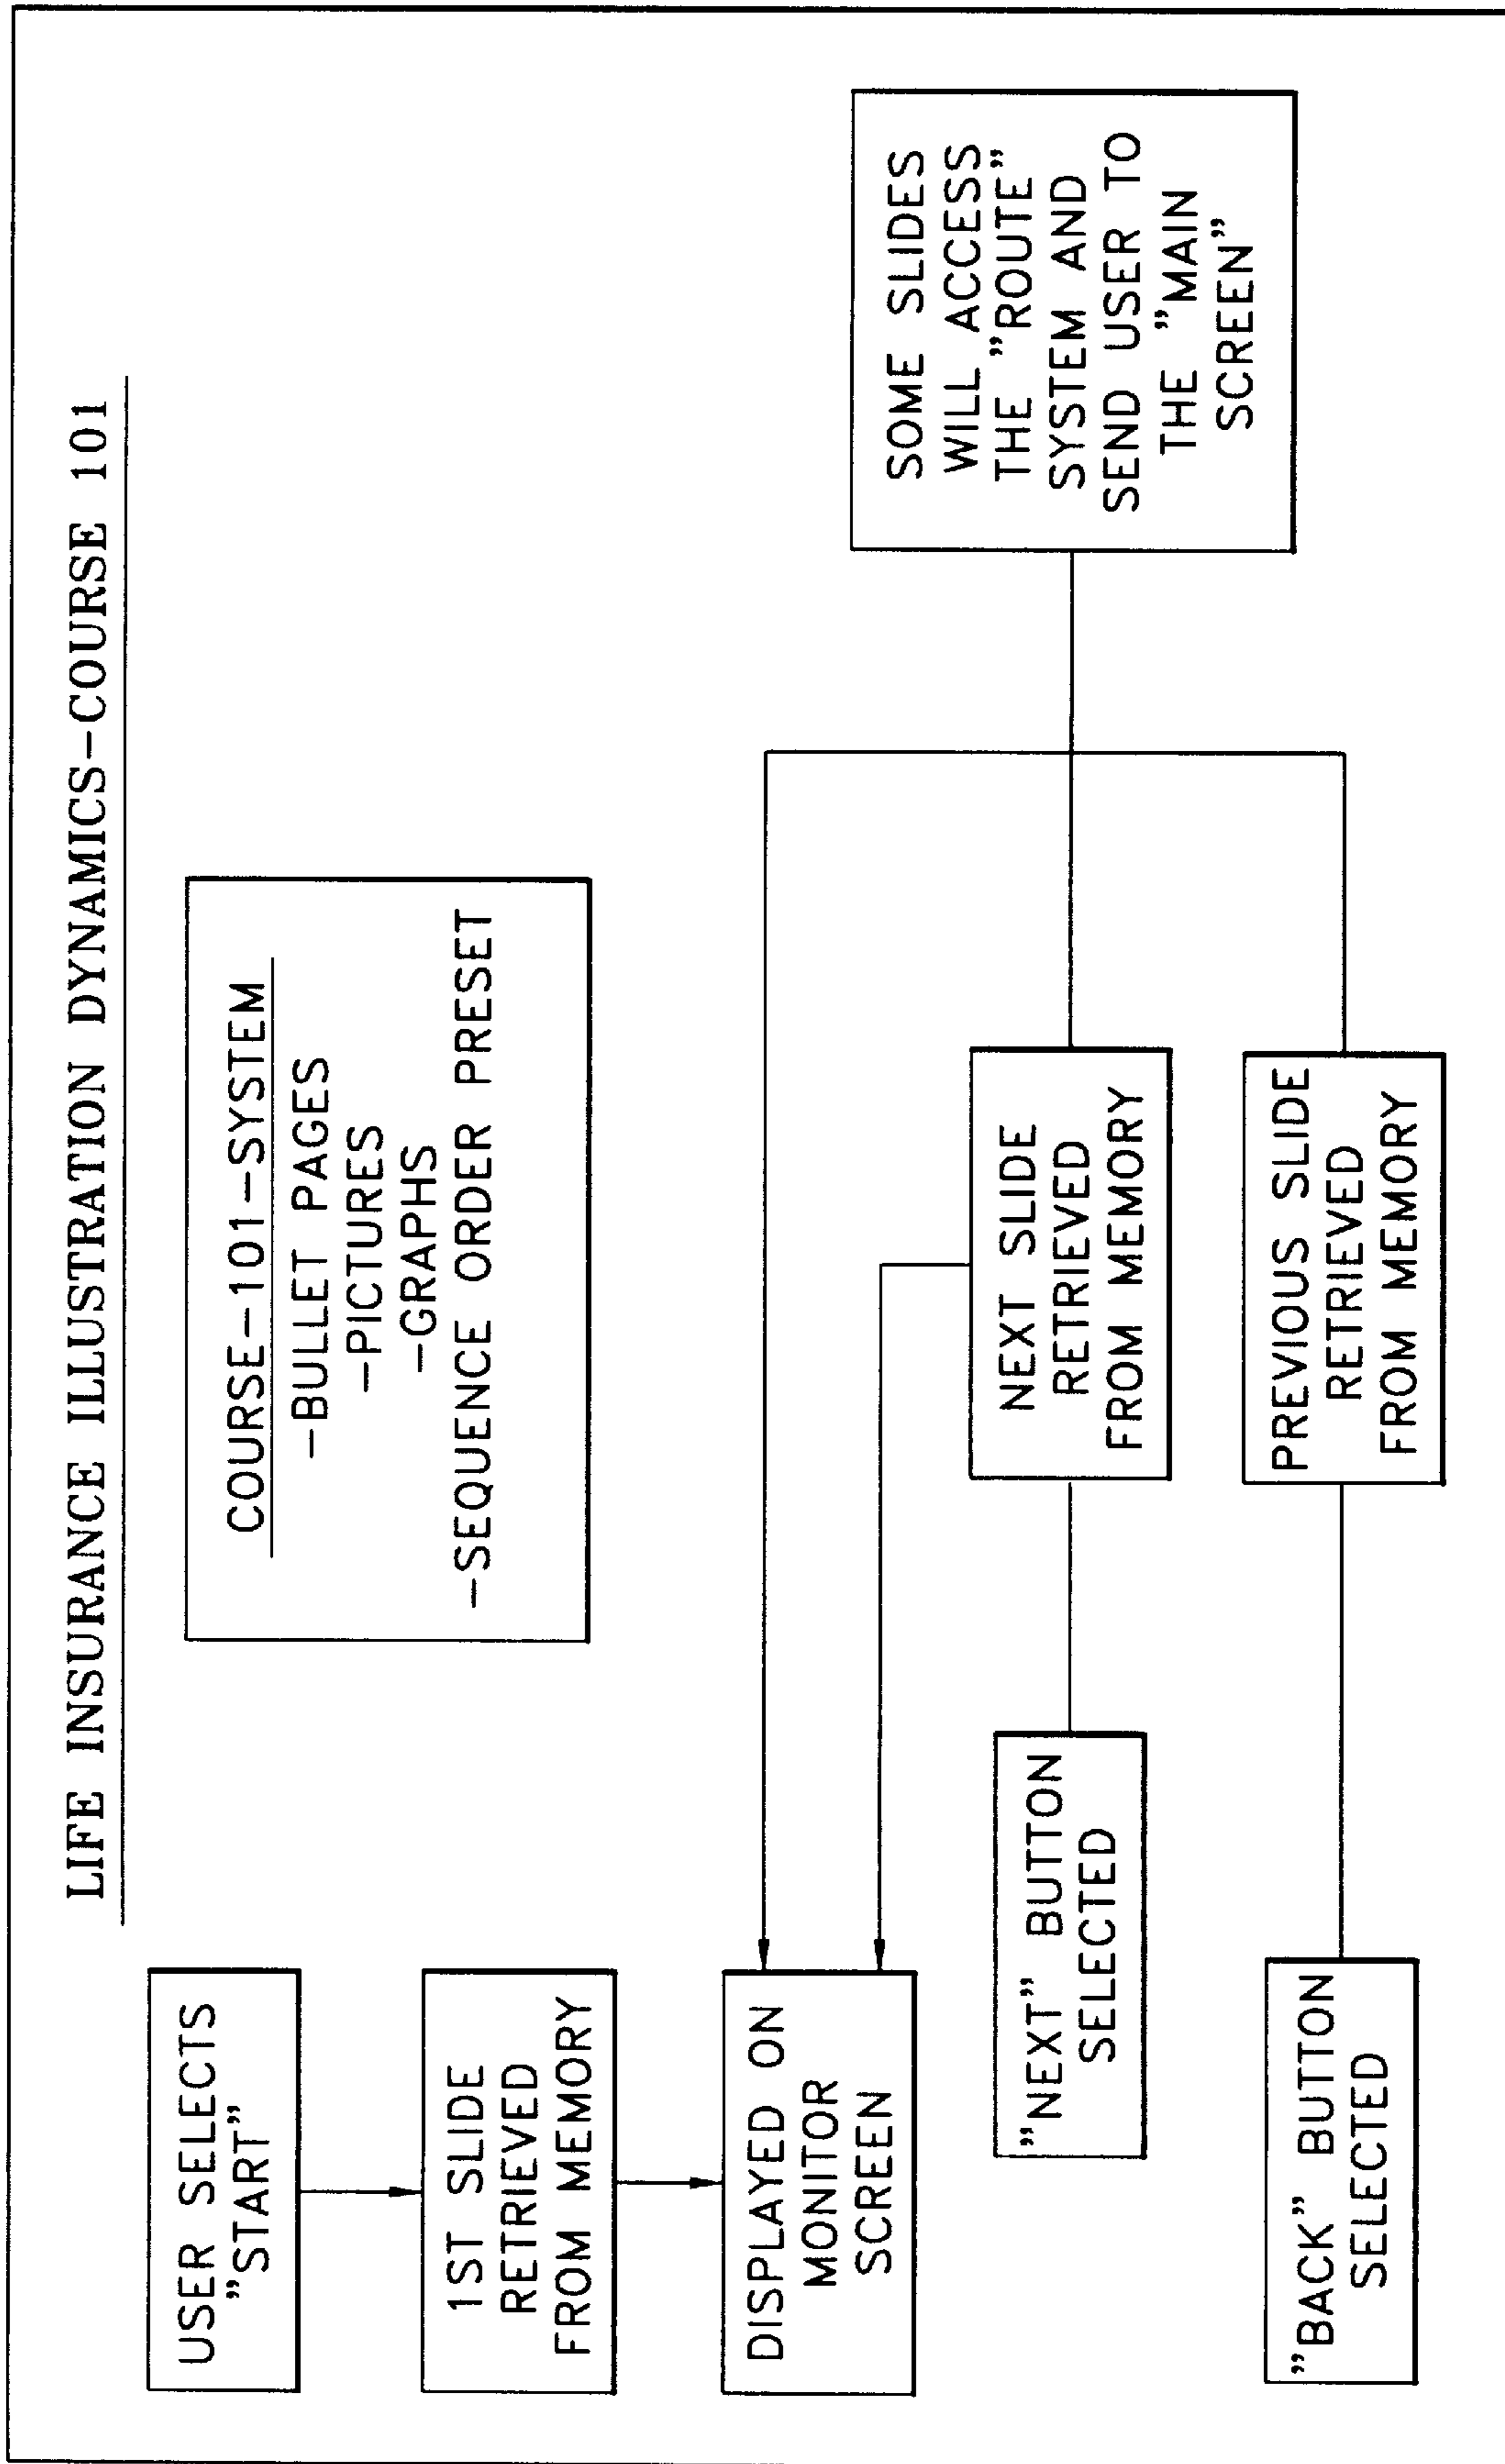 LIFE INSURANCE ILLUSTRATION DYNAMICS-COURSE 101
USER SELECTS
"START"
1ST SLIDE
RETRIEVED
FROM MEMORY
DISPLAYED ON
MONITOR
SCREEN
COURSE-101-SYSTEM
-BULLET PAGES
-PICTURES
-GRAPHS
-SEQUENCE ORDER PRESET
"NEXT" BUTTON
SELECTED
NEXT SLIDE
RETRIEVED
FROM MEMORY
"BACK" BUTTON
SELECTED
PREVIOUS SLIDE
RETRIEVED
FROM MEMORY
SOME SLIDES
WILL ACCESS
THE "ROUTE"
SYSTEM AND
SEND USER TO
THE "MAIN
SCREEN"